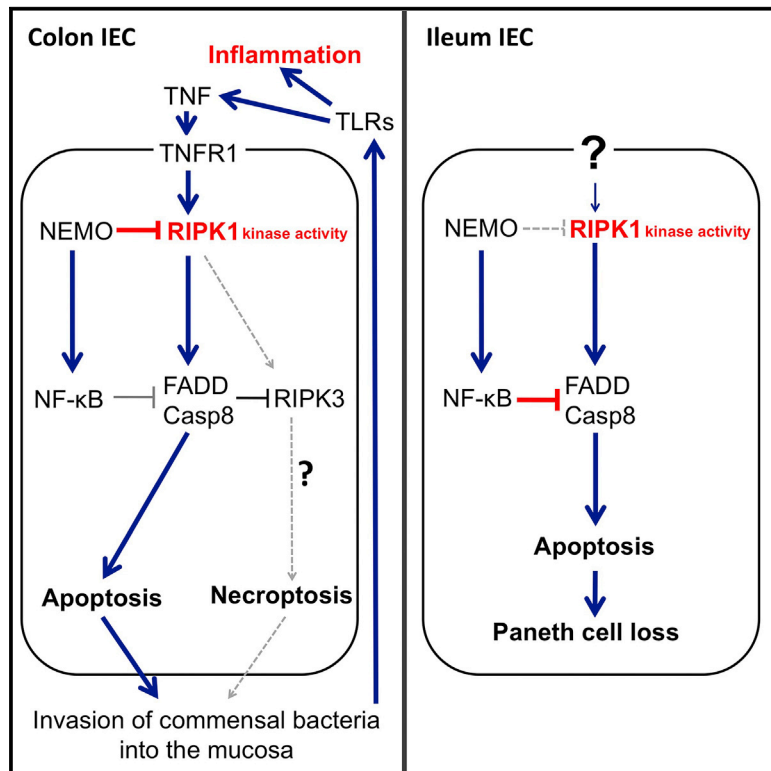 Colon IEC
Inflammation
TNF
TLRs
TNFR1
NEMO
RIPK1 kinase activity
NF-κB
FADD
Casp8
RIPK3
?
Apoptosis
Necroptosis
Invasion of commensal bacteria
into the mucosa
Ileum IEC
?
NEMO
RIPK1 kinase activity
NF-κB
FADD
Casp8
Apoptosis
Paneth cell loss